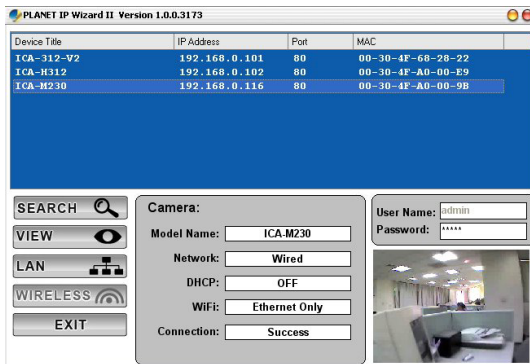 PLANET IP Wizard II Version 1.0.0.3173
Device Title IP Address Port MAC
ICA-312-V2 192.168.0.101 80 00-30-4F-68-28-22
ICA-H312 192.168.0.102 80 00-30-4F-A0-00-E9
ICA-M230 192.168.0.116 80 00-30-4F-A0-00-9B
SEARCH
VIEW
LAN
WIRELESS
EXIT
Camera:
Model Name: ICA-M230
Network: Wired
DHCP: OFF
WiFi: Ethernet Only
Connection: Success
User Name: admin
Password: *****